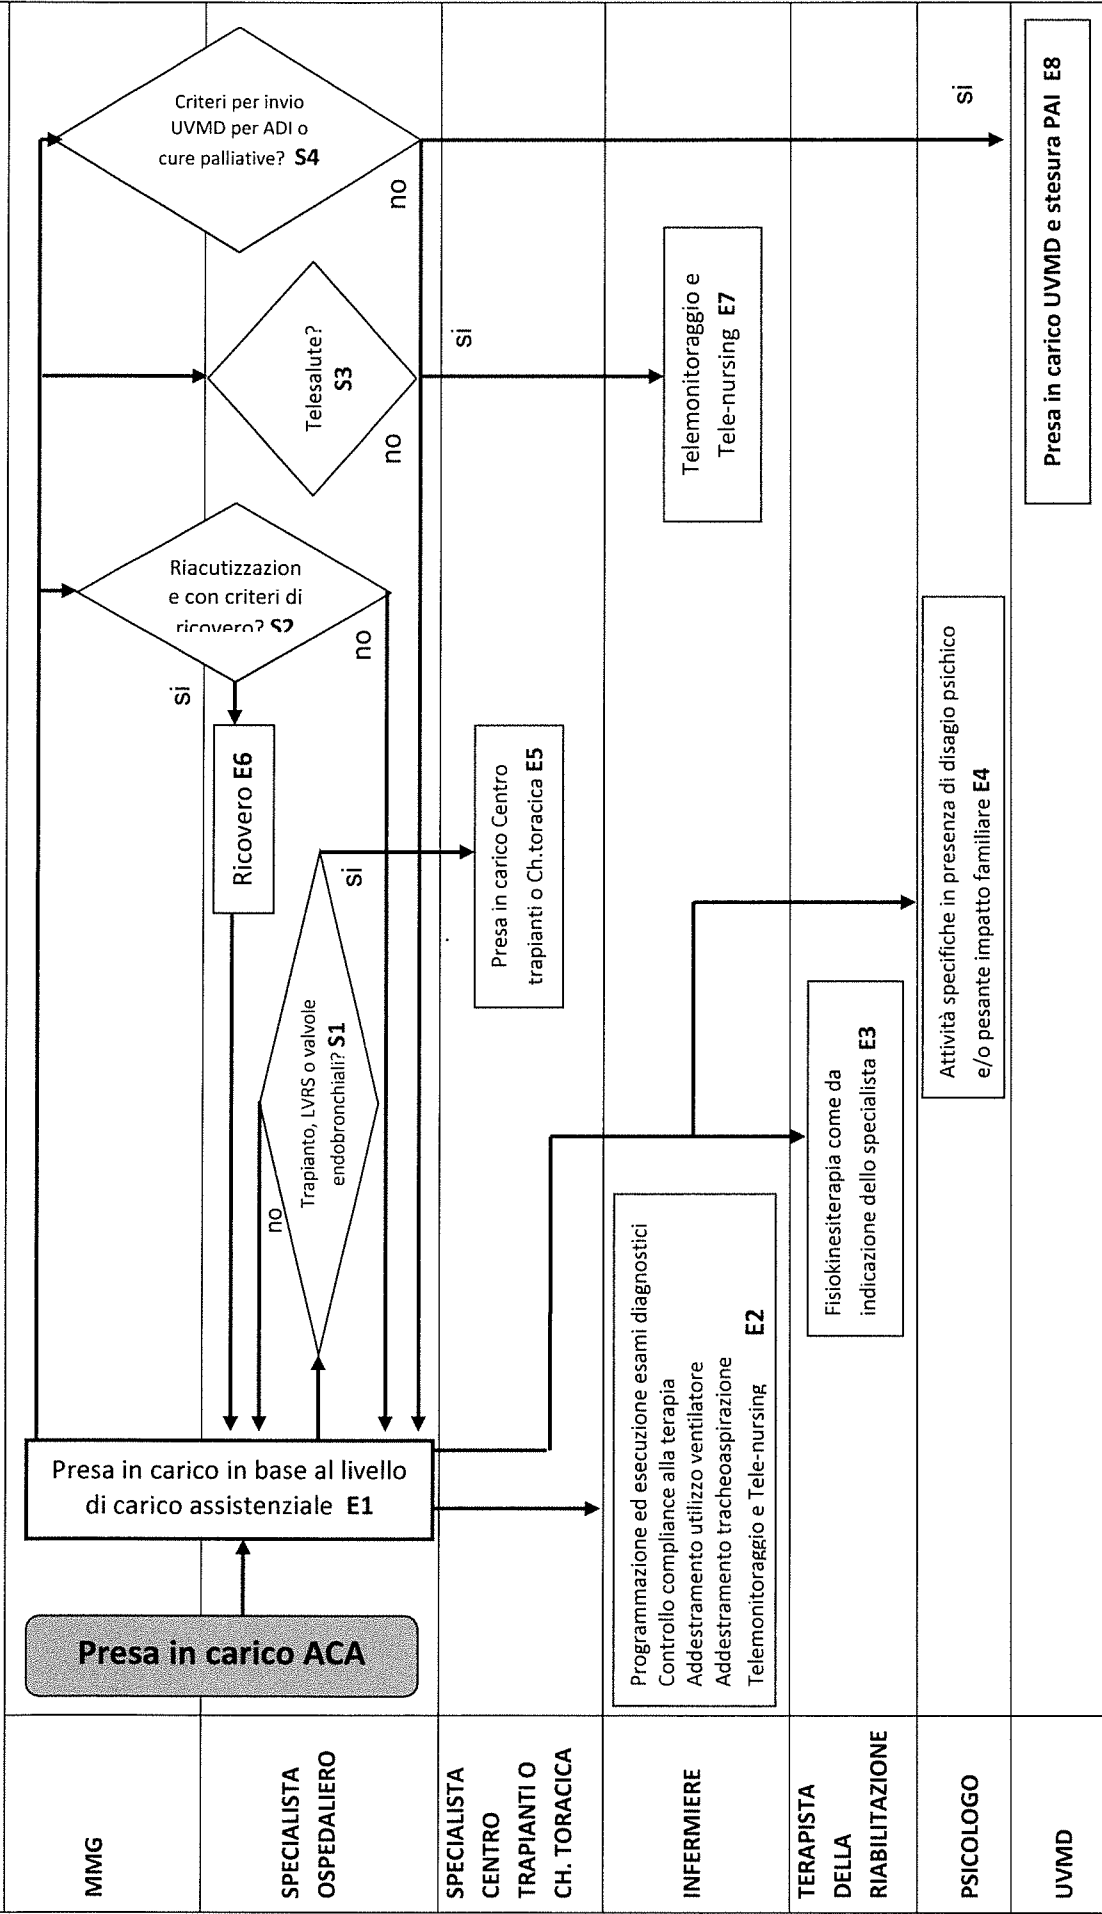 MMG
SPECIALISTA
OSPEDALIERO
SPECIALISTA
CENTRO
TRAPIANTI O
CH. TORACICA
INFERMIERE
TERAPISTA
DELLA
RIABILITAZIONE
PSICOLOGO
UVMD
Presa in carico ACA
Presa in carico in base al livello
di carico assistenziale E1
Programmazione ed esecuzione esami diagnostici
Controllo compliance alla terapia
Addestramento utilizzo ventilatore
Addestramento tracheoaspirazione
Telemonitoraggio e Tele-nursing E2
Fisiokinesiterapia come da
indicazione dello specialista E3
Attività specifiche in presenza di disagio psichico
e/o pesante impatto familiare E4
Trapianto, LVRS o valvole
endobronchiali? S1
no
si
Presa in carico Centro
trapianti o Ch.toracica E5
Ricovero E6
si
Riacutizzazion
e con criteri di
ricovero? S2
no
Telesalute?
S3
no
si
Telemonitoraggio e
Tele-nursing E7
Criteri per invio
UVMD per ADI o
cure palliative? S4
no
si
Presa in carico UVMD e stesura PAI E8